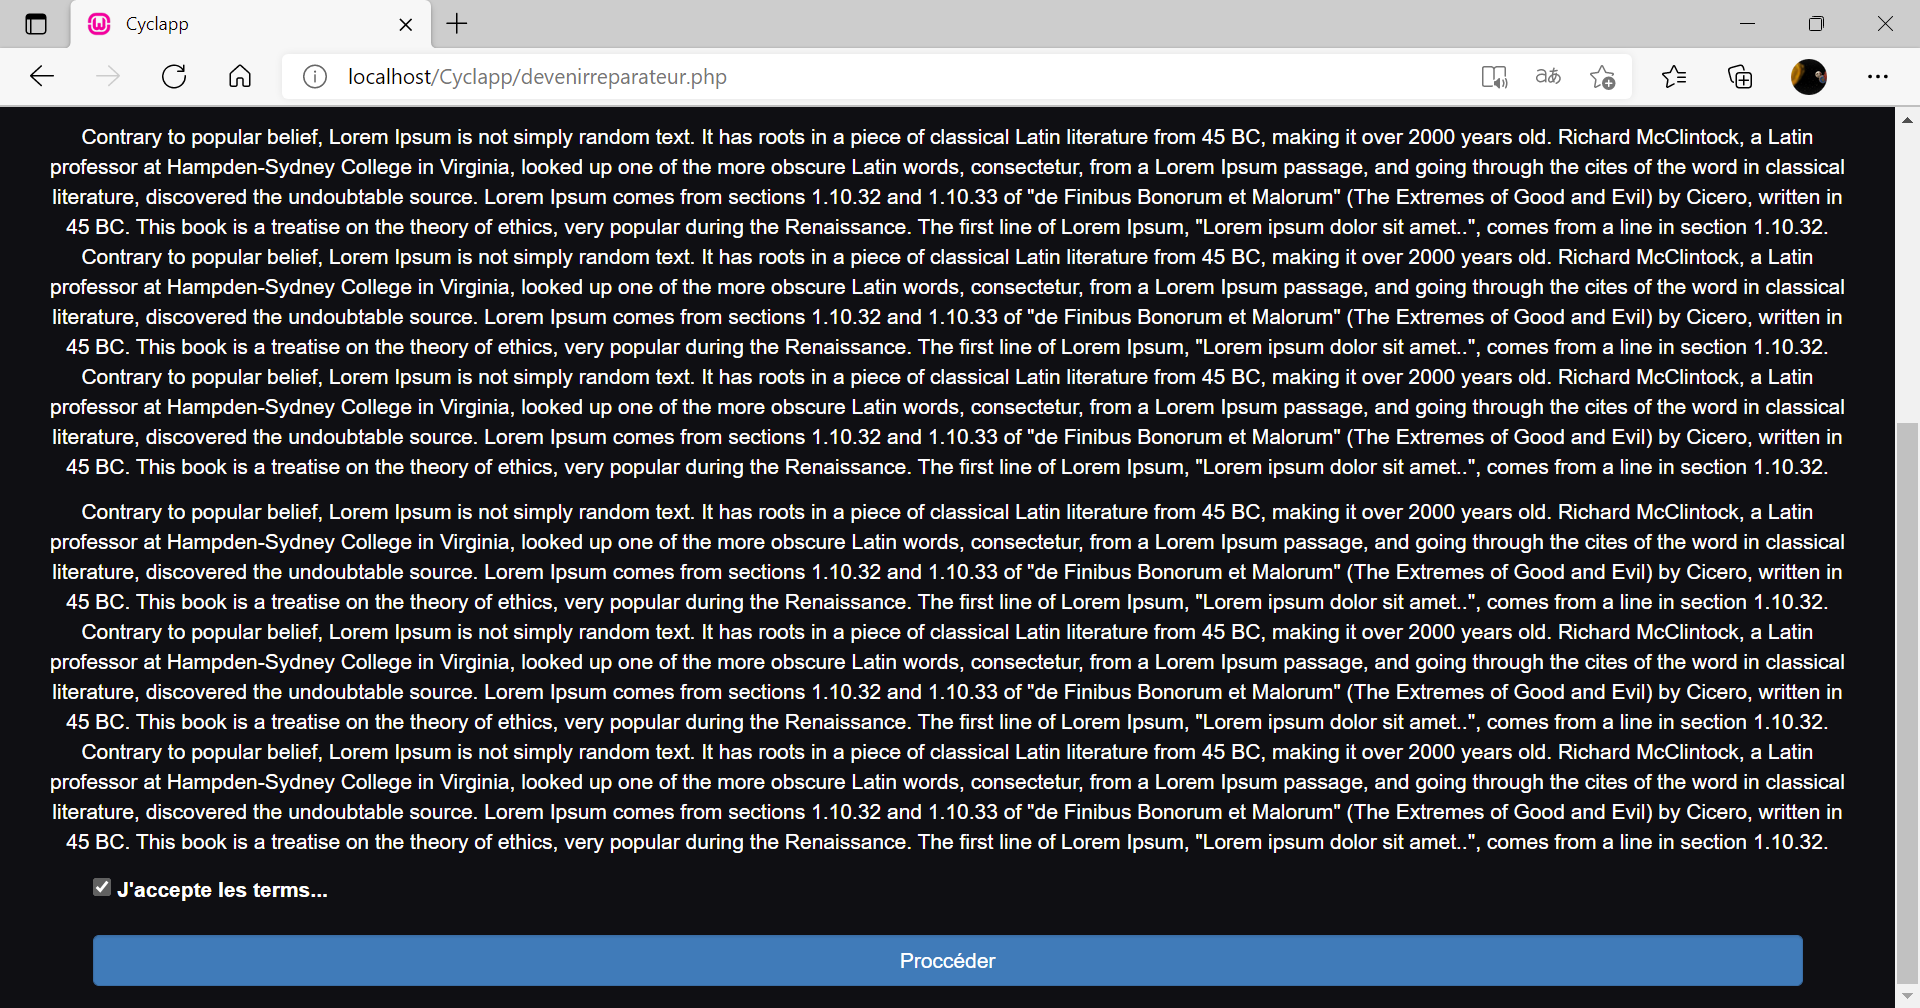 Cyclapp
localhost/Cyclapp/devenirreparateur.php
aあ
Contrary to popular belief, Lorem Ipsum is not simply random text. It has roots in a piece of classical Latin literature from 45 BC, making it over 2000 years old. Richard McClintock, a Latin
professor at Hampden-Sydney College in Virginia, looked up one of the more obscure Latin words, consectetur, from a Lorem Ipsum passage, and going through the cites of the word in classical
literature, discovered the undoubtable source. Lorem Ipsum comes from sections 1.10.32 and 1.10.33 of "de Finibus Bonorum et Malorum" (The Extremes of Good and Evil) by Cicero, written in
45 BC. This book is a treatise on the theory of ethics, very popular during the Renaissance. The first line of Lorem Ipsum, "Lorem ipsum dolor sit amet..", comes from a line in section 1.10.32.
Contrary to popular belief, Lorem Ipsum is not simply random text. It has roots in a piece of classical Latin literature from 45 BC, making it over 2000 years old. Richard McClintock, a Latin
professor at Hampden-Sydney College in Virginia, looked up one of the more obscure Latin words, consectetur, from a Lorem Ipsum passage, and going through the cites of the word in classical
literature, discovered the undoubtable source. Lorem Ipsum comes from sections 1.10.32 and 1.10.33 of "de Finibus Bonorum et Malorum" (The Extremes of Good and Evil) by Cicero, written in
45 BC. This book is a treatise on the theory of ethics, very popular during the Renaissance. The first line of Lorem Ipsum, "Lorem ipsum dolor sit amet..", comes from a line in section 1.10.32.
Contrary to popular belief, Lorem Ipsum is not simply random text. It has roots in a piece of classical Latin literature from 45 BC, making it over 2000 years old. Richard McClintock, a Latin
professor at Hampden-Sydney College in Virginia, looked up one of the more obscure Latin words, consectetur, from a Lorem Ipsum passage, and going through the cites of the word in classical
literature, discovered the undoubtable source. Lorem Ipsum comes from sections 1.10.32 and 1.10.33 of "de Finibus Bonorum et Malorum" (The Extremes of Good and Evil) by Cicero, written in
45 BC. This book is a treatise on the theory of ethics, very popular during the Renaissance. The first line of Lorem Ipsum, "Lorem ipsum dolor sit amet..", comes from a line in section 1.10.32.
Contrary to popular belief, Lorem Ipsum is not simply random text. It has roots in a piece of classical Latin literature from 45 BC, making it over 2000 years old. Richard McClintock, a Latin
professor at Hampden-Sydney College in Virginia, looked up one of the more obscure Latin words, consectetur, from a Lorem Ipsum passage, and going through the cites of the word in classical
literature, discovered the undoubtable source. Lorem Ipsum comes from sections 1.10.32 and 1.10.33 of "de Finibus Bonorum et Malorum" (The Extremes of Good and Evil) by Cicero, written in
45 BC. This book is a treatise on the theory of ethics, very popular during the Renaissance. The first line of Lorem Ipsum, "Lorem ipsum dolor sit amet..", comes from a line in section 1.10.32.
Contrary to popular belief, Lorem Ipsum is not simply random text. It has roots in a piece of classical Latin literature from 45 BC, making it over 2000 years old. Richard McClintock, a Latin
professor at Hampden-Sydney College in Virginia, looked up one of the more obscure Latin words, consectetur, from a Lorem Ipsum passage, and going through the cites of the word in classical
literature, discovered the undoubtable source. Lorem Ipsum comes from sections 1.10.32 and 1.10.33 of "de Finibus Bonorum et Malorum" (The Extremes of Good and Evil) by Cicero, written in
45 BC. This book is a treatise on the theory of ethics, very popular during the Renaissance. The first line of Lorem Ipsum, "Lorem ipsum dolor sit amet..", comes from a line in section 1.10.32.
Contrary to popular belief, Lorem Ipsum is not simply random text. It has roots in a piece of classical Latin literature from 45 BC, making it over 2000 years old. Richard McClintock, a Latin
professor at Hampden-Sydney College in Virginia, looked up one of the more obscure Latin words, consectetur, from a Lorem Ipsum passage, and going through the cites of the word in classical
literature, discovered the undoubtable source. Lorem Ipsum comes from sections 1.10.32 and 1.10.33 of "de Finibus Bonorum et Malorum" (The Extremes of Good and Evil) by Cicero, written in
45 BC. This book is a treatise on the theory of ethics, very popular during the Renaissance. The first line of Lorem Ipsum, "Lorem ipsum dolor sit amet..", comes from a line in section 1.10.32.
J'accepte les terms...
Proccéder